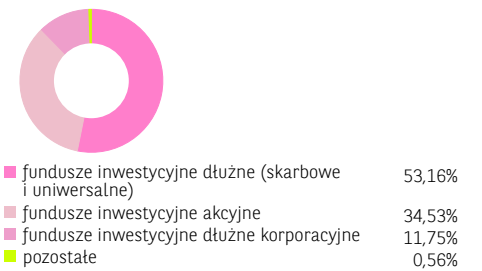 fundusze inwestycyjne dłużne (skarbowe
i uniwersalne) 53,16%
fundusze inwestycyjne akcyjne 34,53%
fundusze inwestycyjne dłużne korporacyjne 11,75%
pozostałe 0,56%